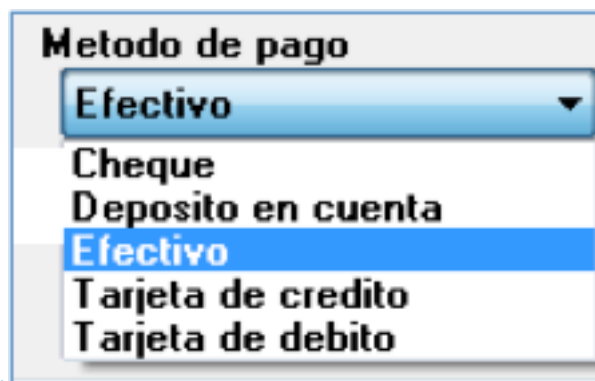 Metodo de pago
Efectivo
Cheque
Deposito en cuenta
Efectivo
Tarjeta de credito
Tarjeta de debito